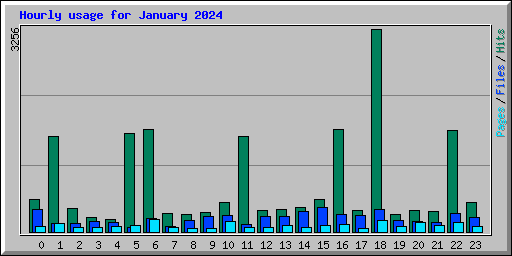 Hourly usage for January 2024
3256
Pages / Files / Hits
0 1 2 3 4 5 6 7 8 9 10 11 12 13 14 15 16 17 18 19 20 21 22 23